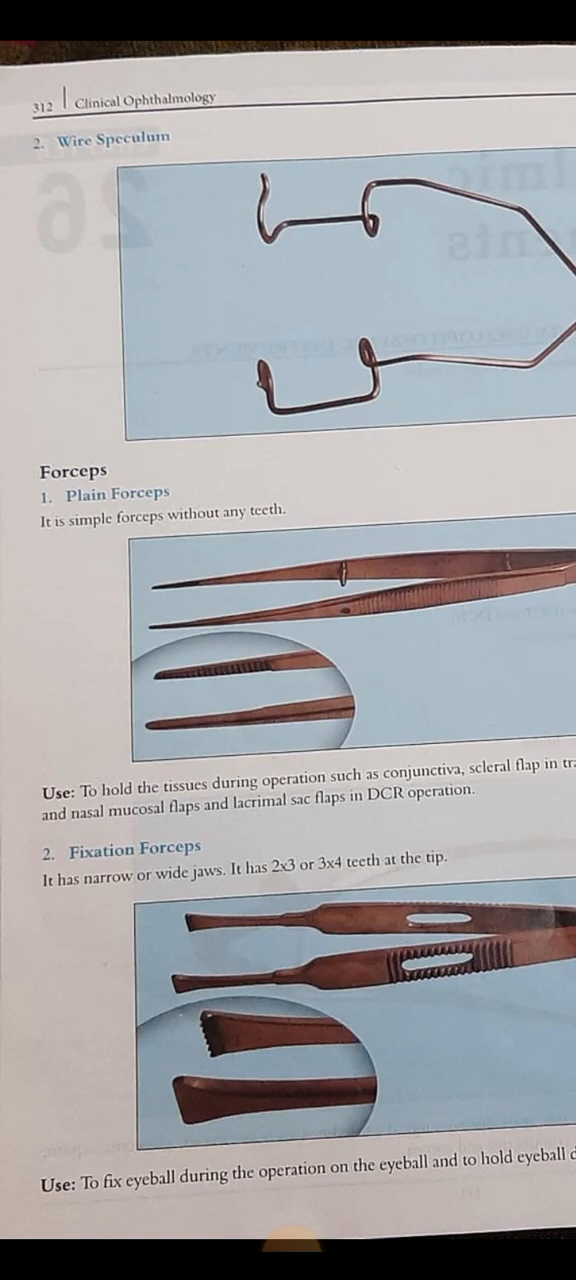 312 | Clinical Ophthalmology
2. Wire Speculum
Forceps
1. Plain Forceps
It is simple forceps without any teeth.
Use: To hold the tissues during operation such as conjunctiva, scleral flap in
and nasal mucosal flaps and lacrimal sac flaps in DCR operation.
2. Fixation Forceps
It has narrow or wide jaws. It has 2x3 or 3x4 teeth at the tip.
Use: To fix eyeball during the operation on the eyeball and to hold eyeball